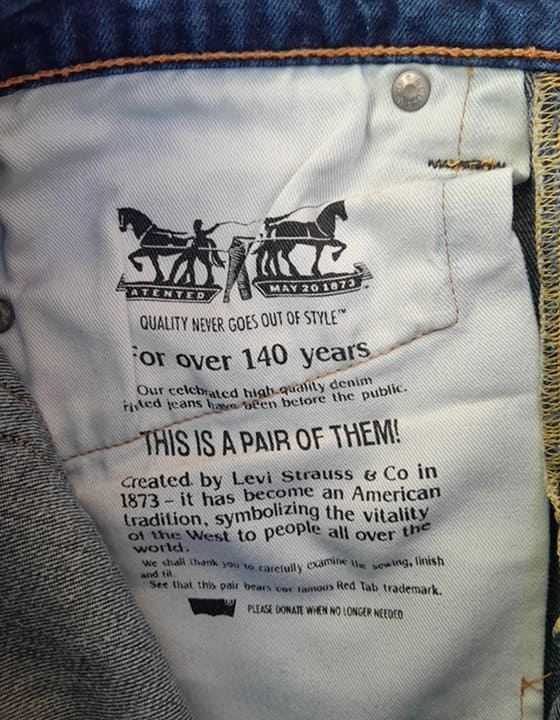 ATENTED
MAY 20 1873
QUALITY NEVER GOES OUT OF STYLE™
For over 140 years
Our celebrated high quality denim
jeans have been before the public.
THIS IS A PAIR OF THEM!
Created by Levi Strauss & Co in
1873 – it has become an American
tradition, symbolizing the vitality
of the West to people all over the
world.
We shall thank you to carefully examine the sewing, finish
and fit.
See that this pair bears our famous Red Tab trademark.
PLEASE DONATE WHEN NO LONGER NEEDED